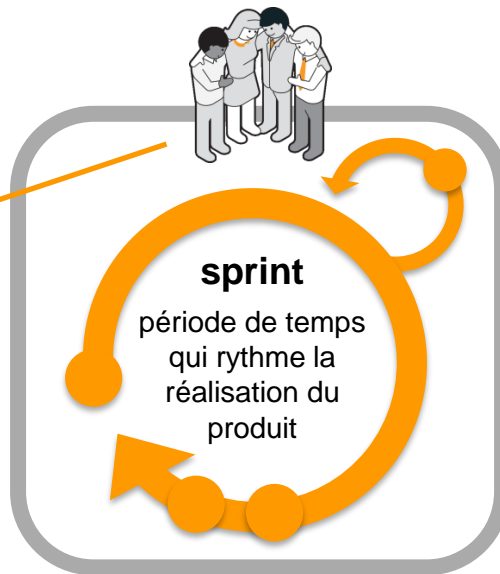 sprint
période de temps
qui rythme la
réalisation du
produit